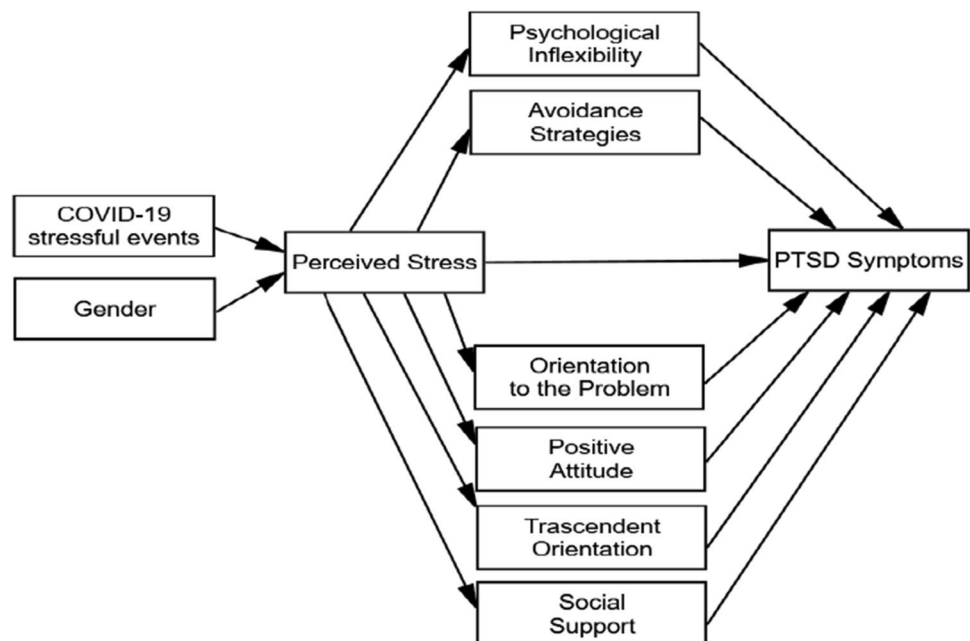 Psychological
Inflexibility
Avoidance
Strategies
COVID-19
stressful events
Perceived Stress
PTSD Symptoms
Gender
Orientation
to the Problem
Positive
Attitude
Trascendent
Orientation
Social
Support